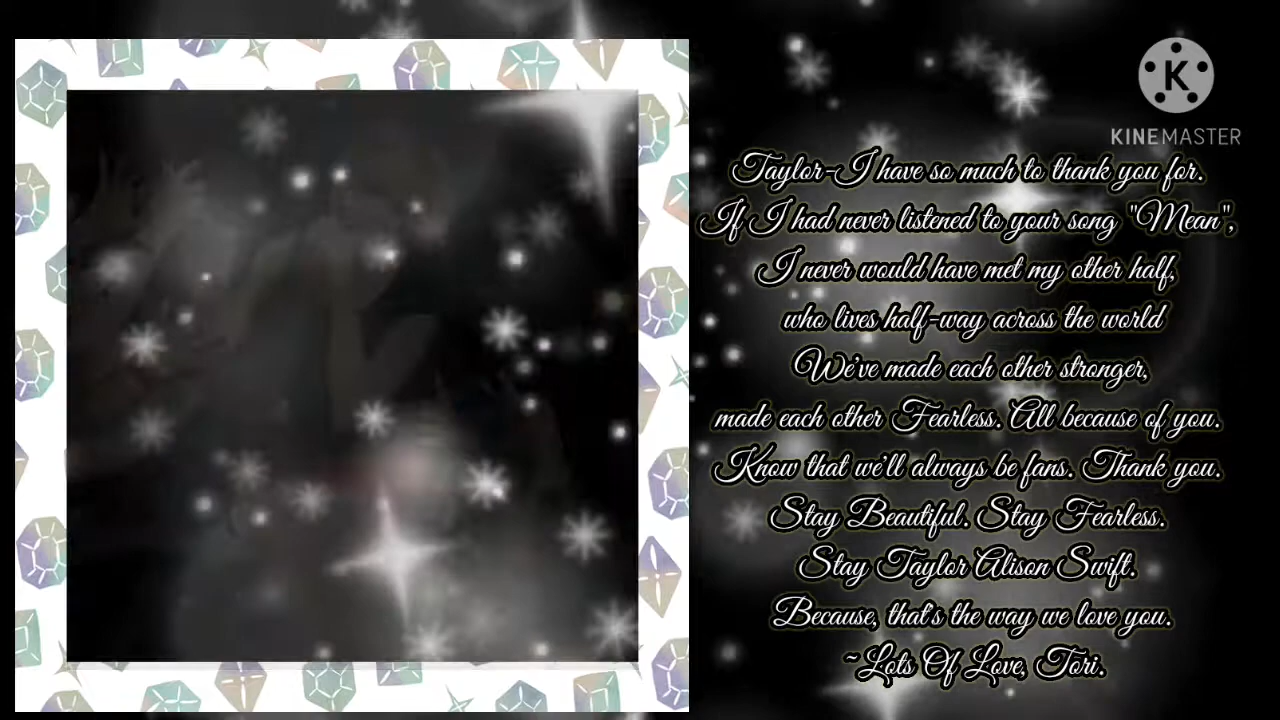 K
KINEMASTER
Taylor-I have so much to thank you for.
If I had never listened to your song "Mean",
I never would have met my other half,
who lives half-way across the world
We've made each other stronger,
made each other Fearless. All because of you.
Know that we'll always be fans. Thank you.
Stay Beautiful. Stay Fearless.
Stay Taylor Alison Swift.
Because, that's the way we love you.
~Lots Of Love, Tori.